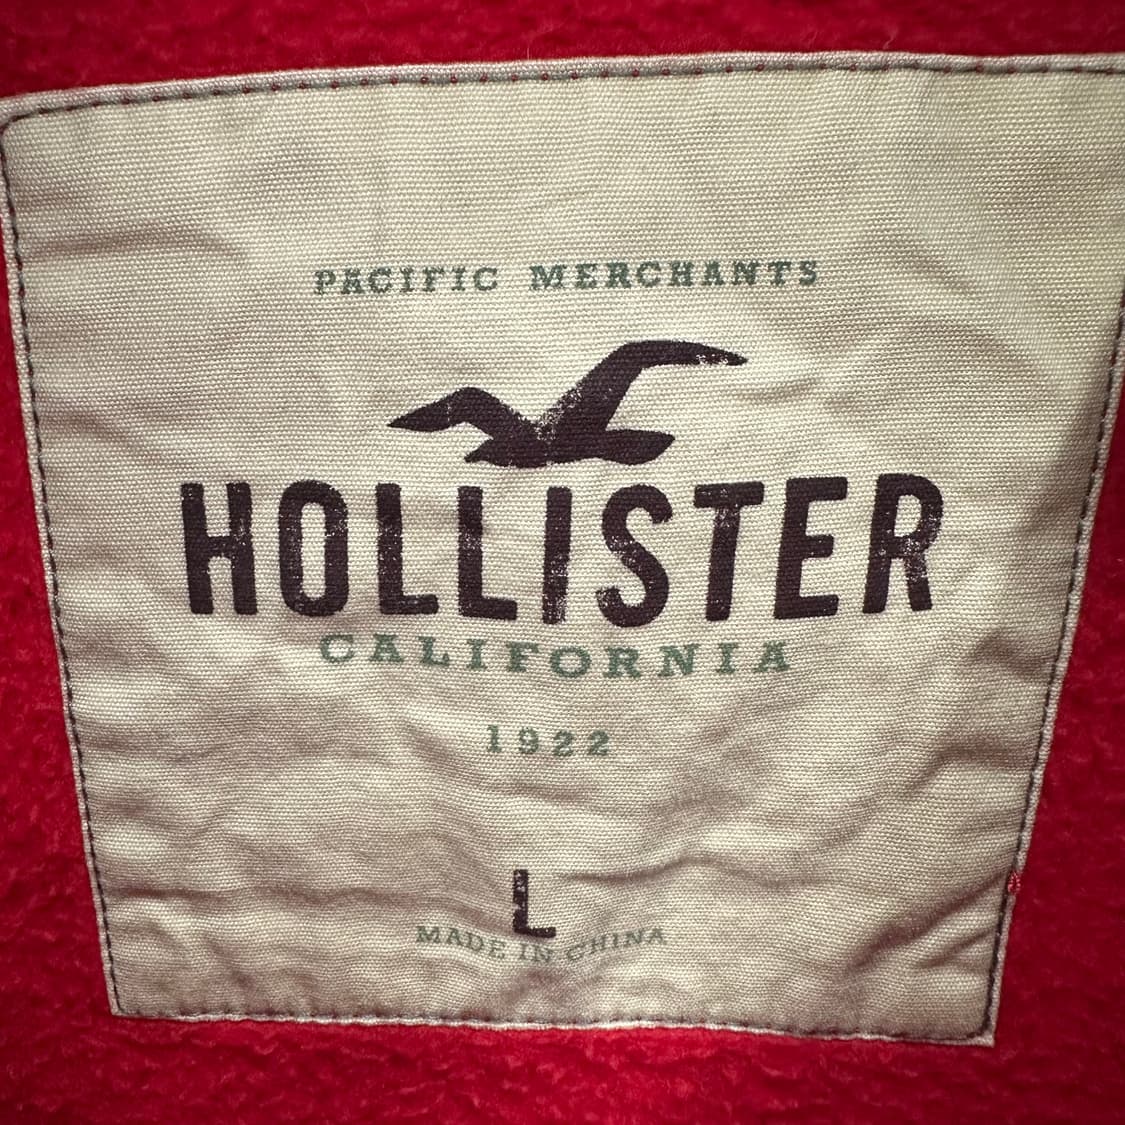 PACIFIC MERCHANTS
HOLLISTER
CALIFORNIA
1922
L
MADE IN CHINA